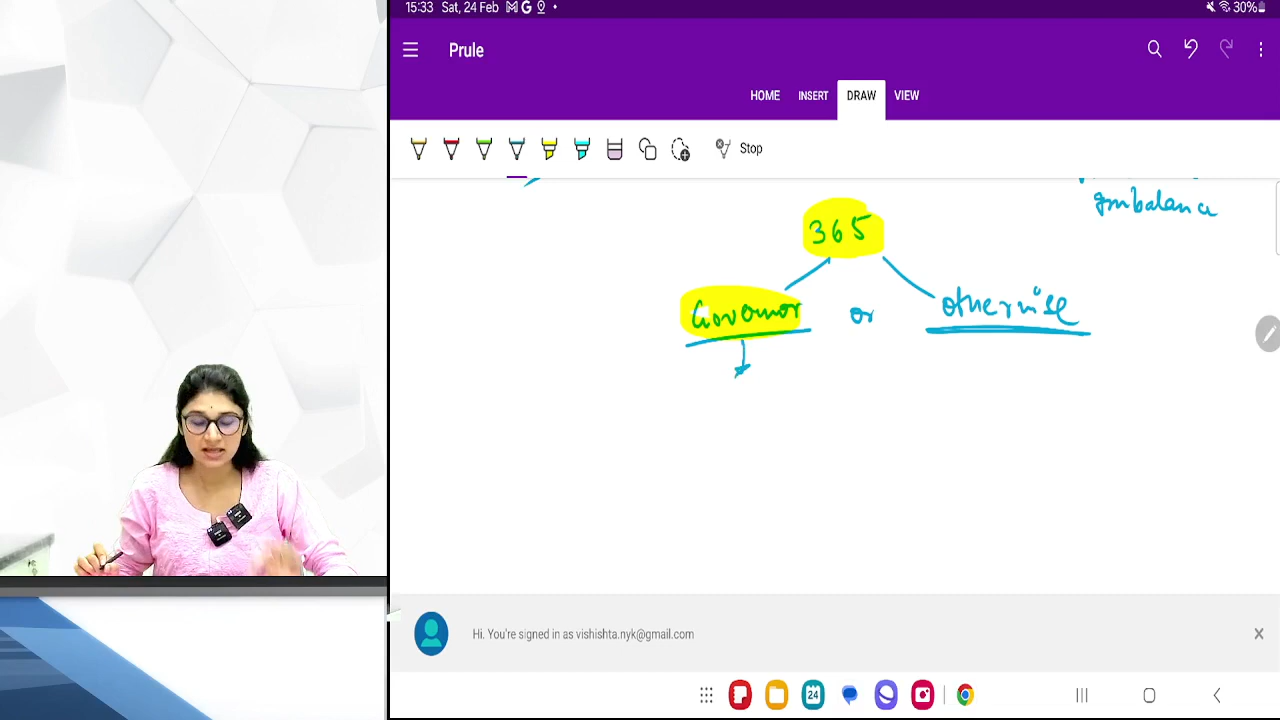 15:33 Sat, 24 Feb
30%
Prule
HOME INSERT DRAW VIEW
Stop
imbalance
365
Governor or otherwise
Hi. You're signed in as vishishta.nyk@gmail.com
24